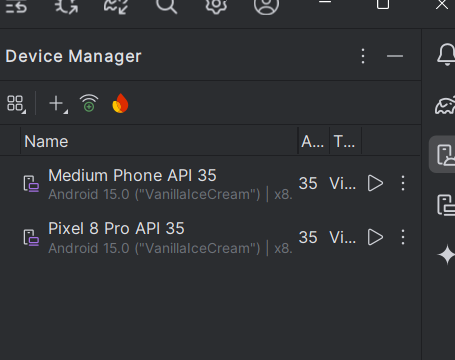 Device Manager
Name A... T...
Medium Phone API 35
Android 15.0 ("VanillaIceCream") | x8. 35 Vi...
Pixel 8 Pro API 35
Android 15.0 ("VanillaIceCream") | x8. 35 Vi...